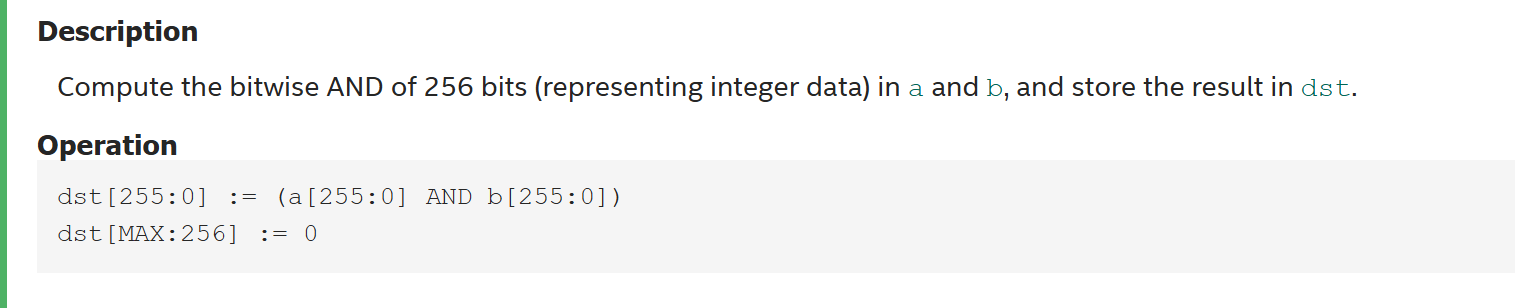 Description
Compute the bitwise AND of 256 bits (representing integer data) in a and b, and store the result in dst.
Operation
dst[255:0] := (a[255:0] AND b[255:0])
dst[MAX:256] := 0